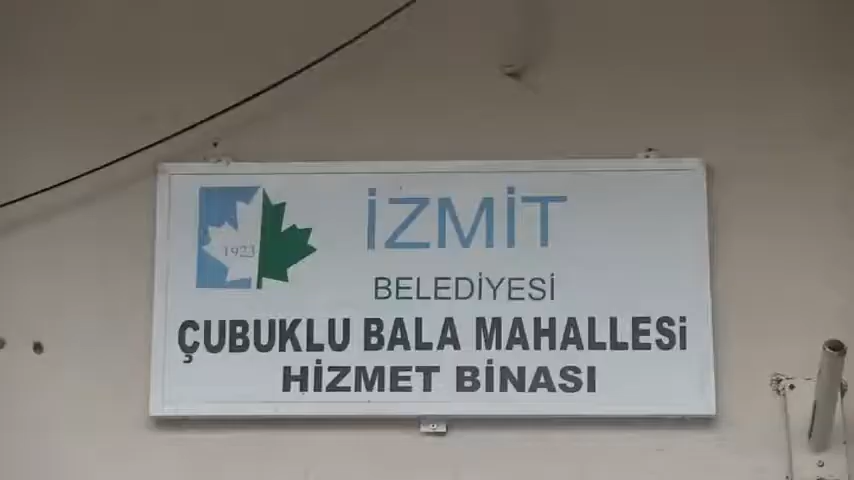 1923
İZMİT
BELEDİYESİ
ÇUBUKLU BALA MAHALLESİ
HİZMET BİNASI